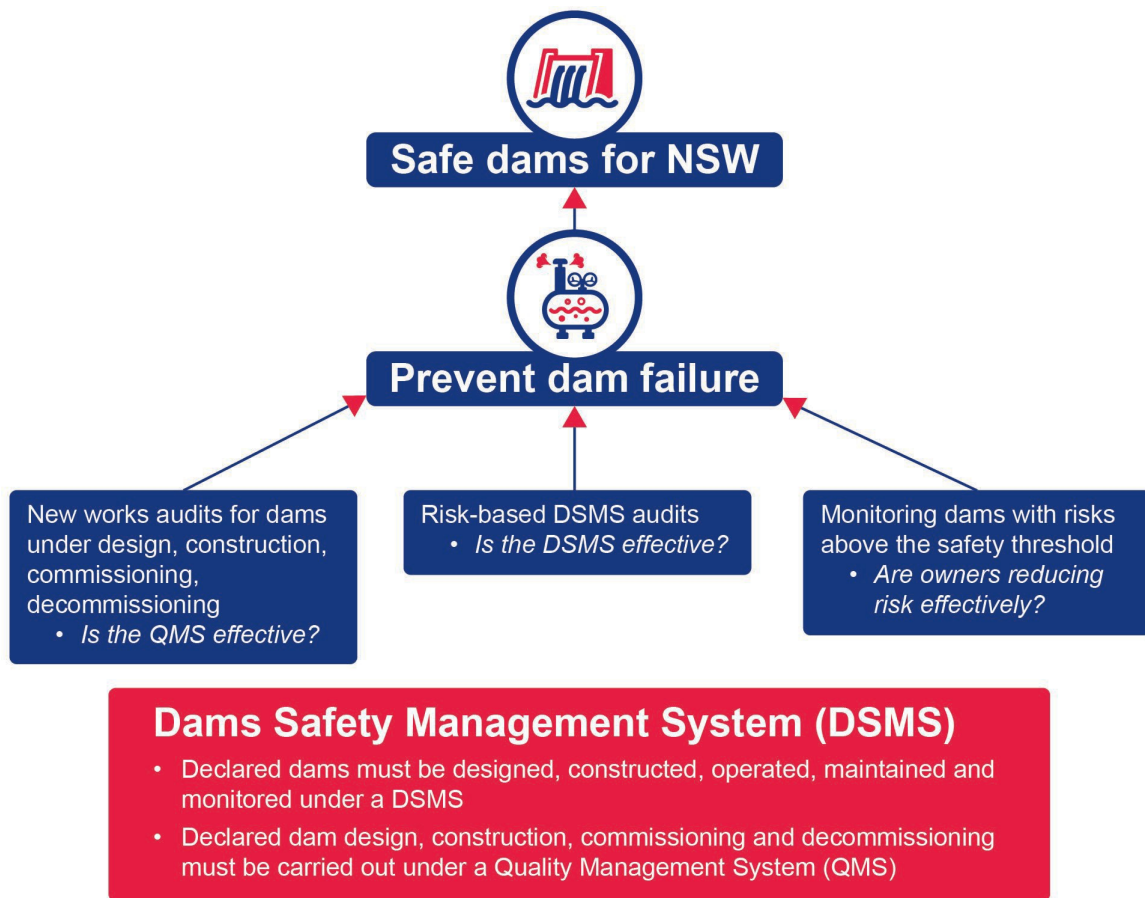 Safe dams for NSW
Prevent dam failure
New works audits for dams
under design, construction,
commissioning,
decommissioning
• Is the QMS effective?
Risk-based DSMS audits
• Is the DSMS effective?
Monitoring dams with risks
above the safety threshold
• Are owners reducing
risk effectively?
Dams Safety Management System (DSMS)
• Declared dams must be designed, constructed, operated, maintained and
monitored under a DSMS
• Declared dam design, construction, commissioning and decommissioning
must be carried out under a Quality Management System (QMS)